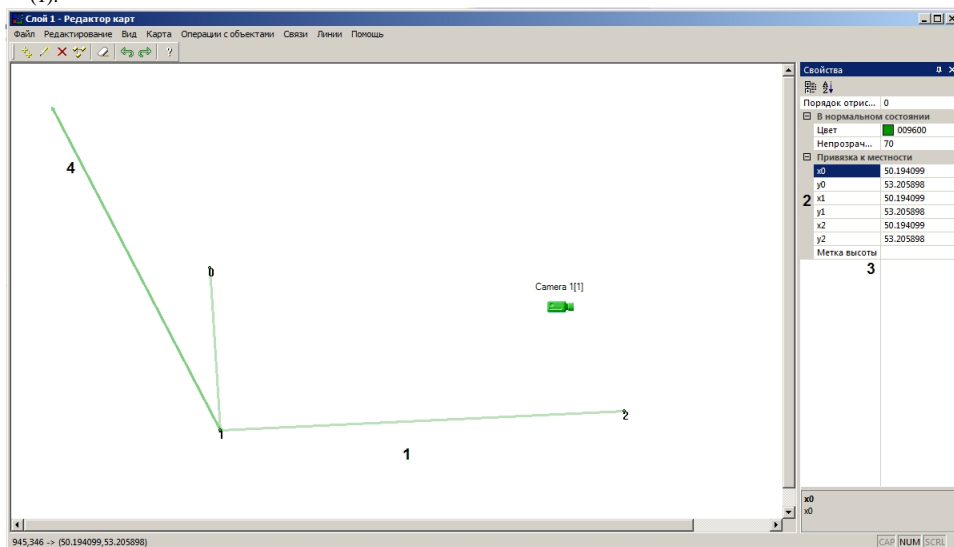 (1).
Слой 1 - Редактор карт
Файл Редактирование Вид Карта Операции с объектами Связи Линии Помощь
?
Свойства
Порядок отрис... 0
В нормальном состоянии
Цвет 009600
Непрозрач... 70
Привязка к местности
x0 50.194099
y0 53.205898
2 x1 50.194099
y1 53.205898
x2 50.194099
y2 53.205898
Метка высоты
3
4
0
Camera 1[1]
2
1
1
x0
x0
945,346 -> (50.194099,53.205898)
CAP NUM SCRL